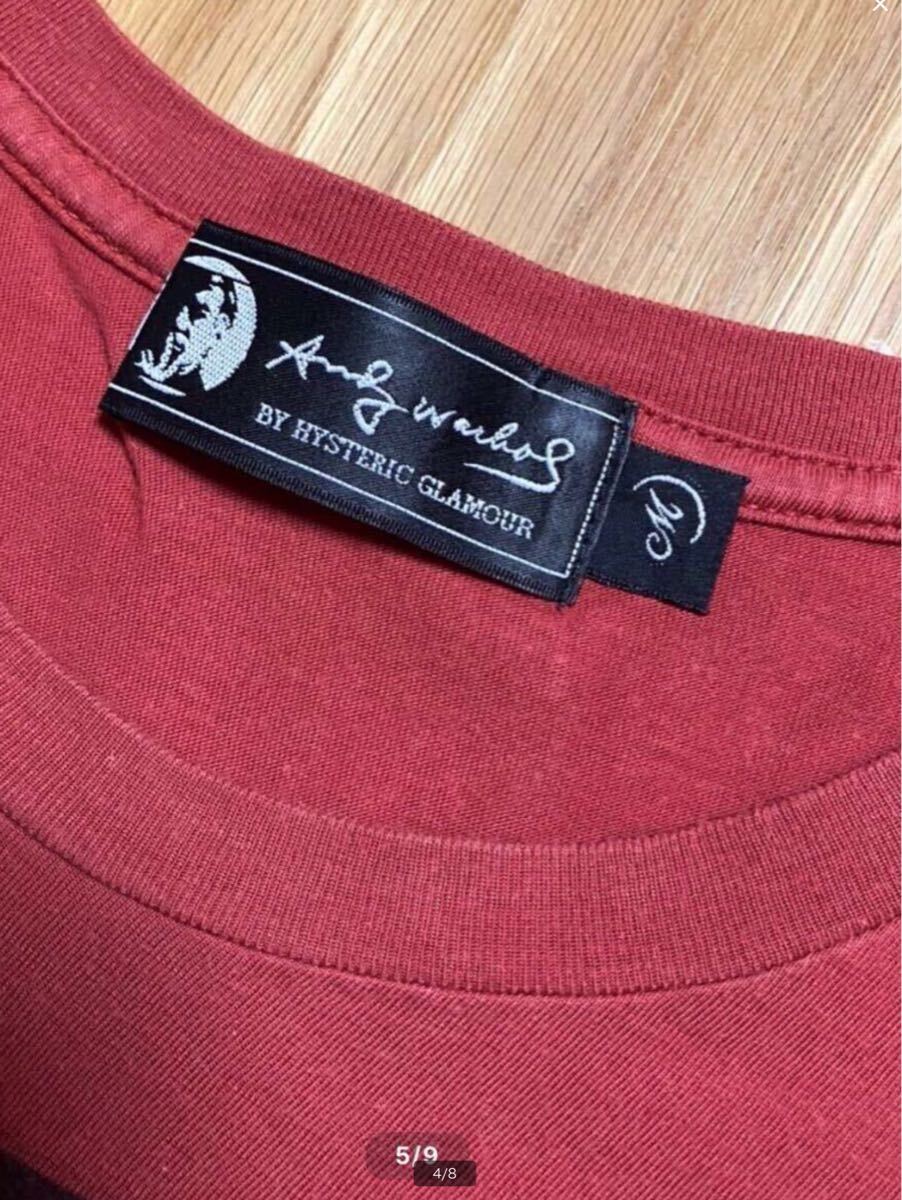 Andy Warhol
BY HYSTERIC GLAMOUR
M
5/9
4/8